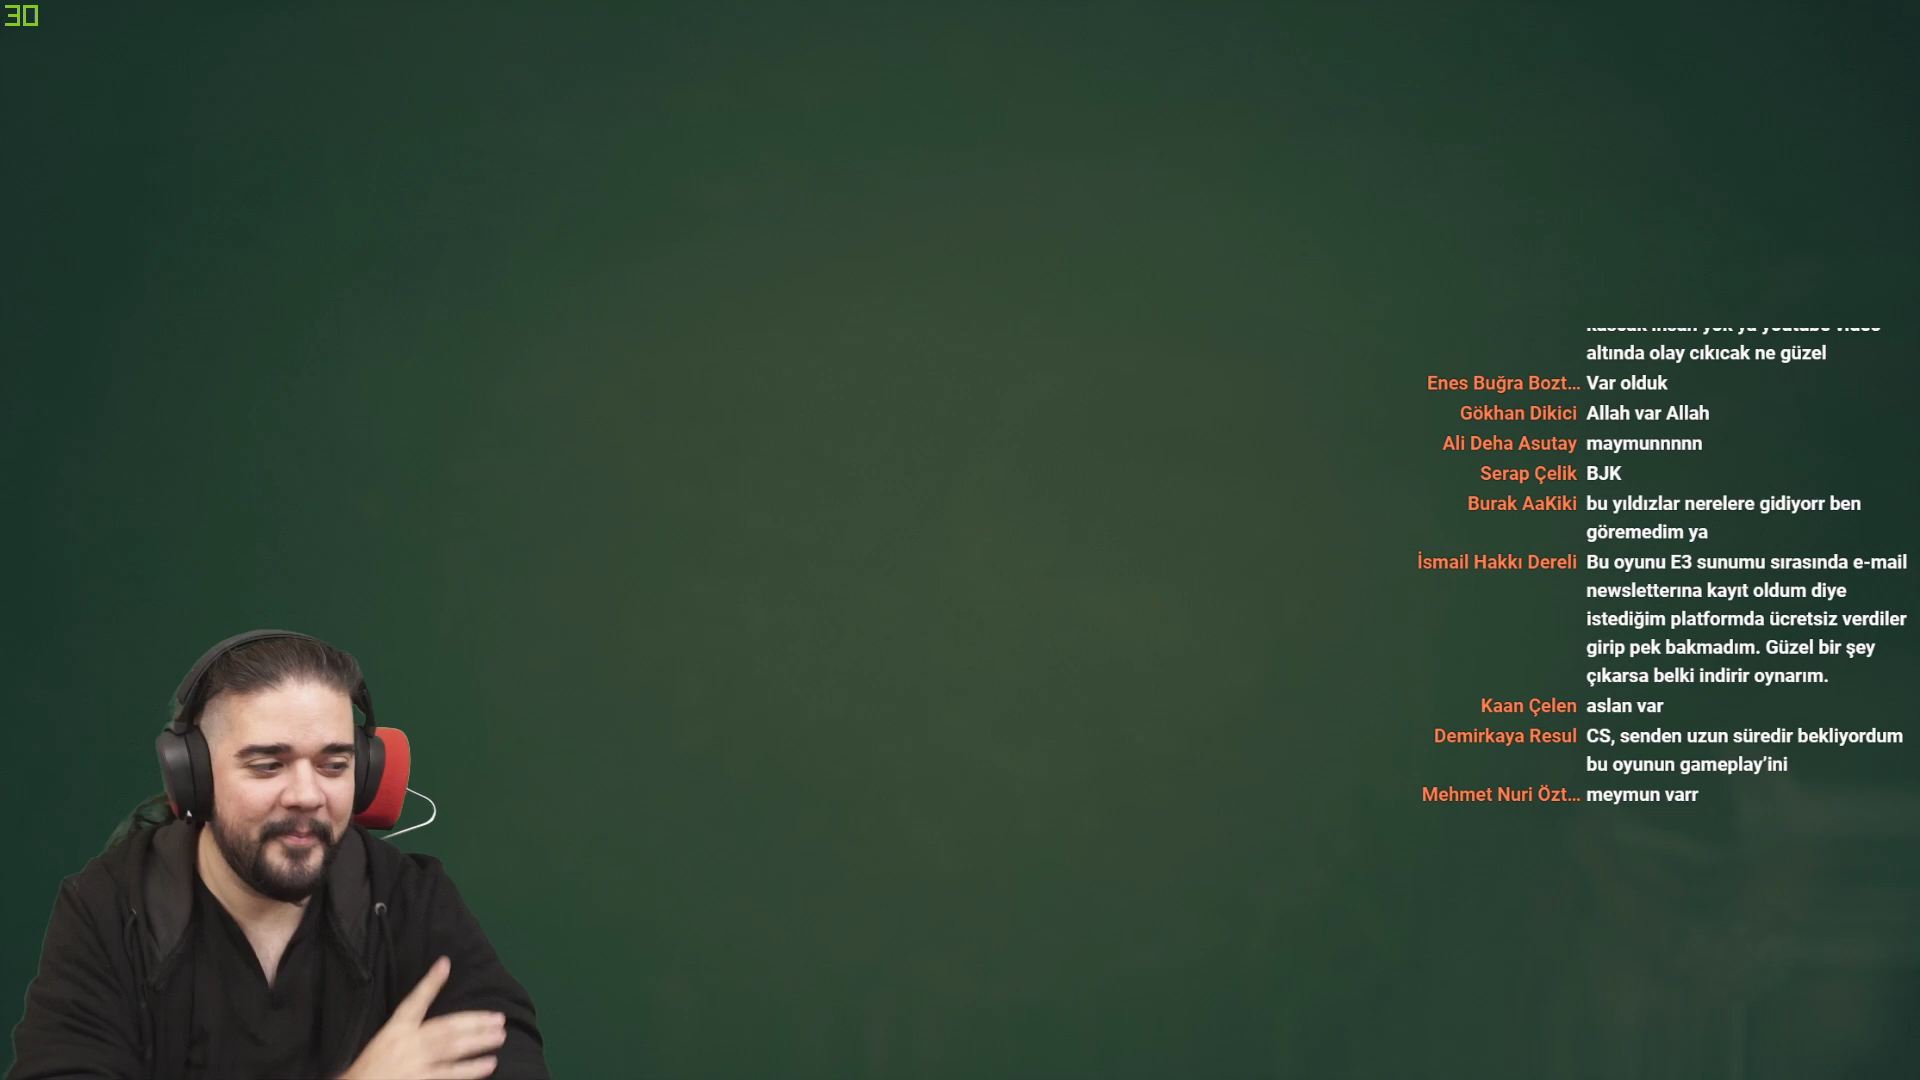 30
altında olay cıkıcak ne güzel
Enes Buğra Bozt... Var olduk
Gökhan Dikici Allah var Allah
Ali Deha Asutay maymunnnnn
Serap Çelik BJK
Burak AaKiki bu yıldızlar nerelere gidiyorr ben
göremedim ya
İsmail Hakkı Dereli Bu oyunu E3 sunumu sırasında e-mail
newsletterına kayıt oldum diye
istediğim platformda ücretsiz verdiler
girip pek bakmadım. Güzel bir şey
çıkarsa belki indirir oynarım.
Kaan Çelen aslan var
Demirkaya Resul CS, senden uzun süredir bekliyordum
bu oyunun gameplay’ini
Mehmet Nuri Özt... meymun varr